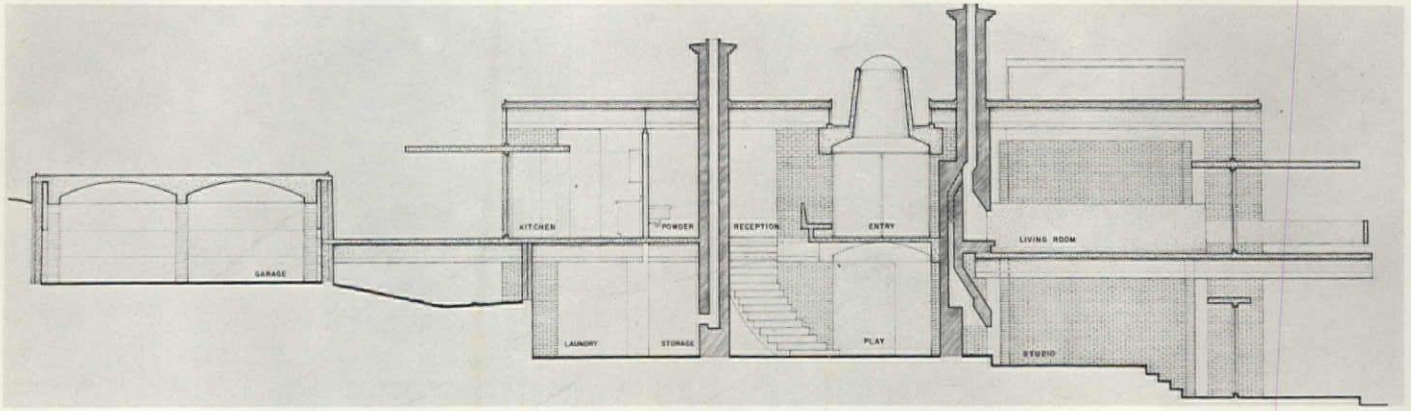 KITCHEN
POWDER
RECEPTION
ENTRY
LIVING ROOM
GARAGE
LAUNDRY
STORAGE
PLAY
STUDIO